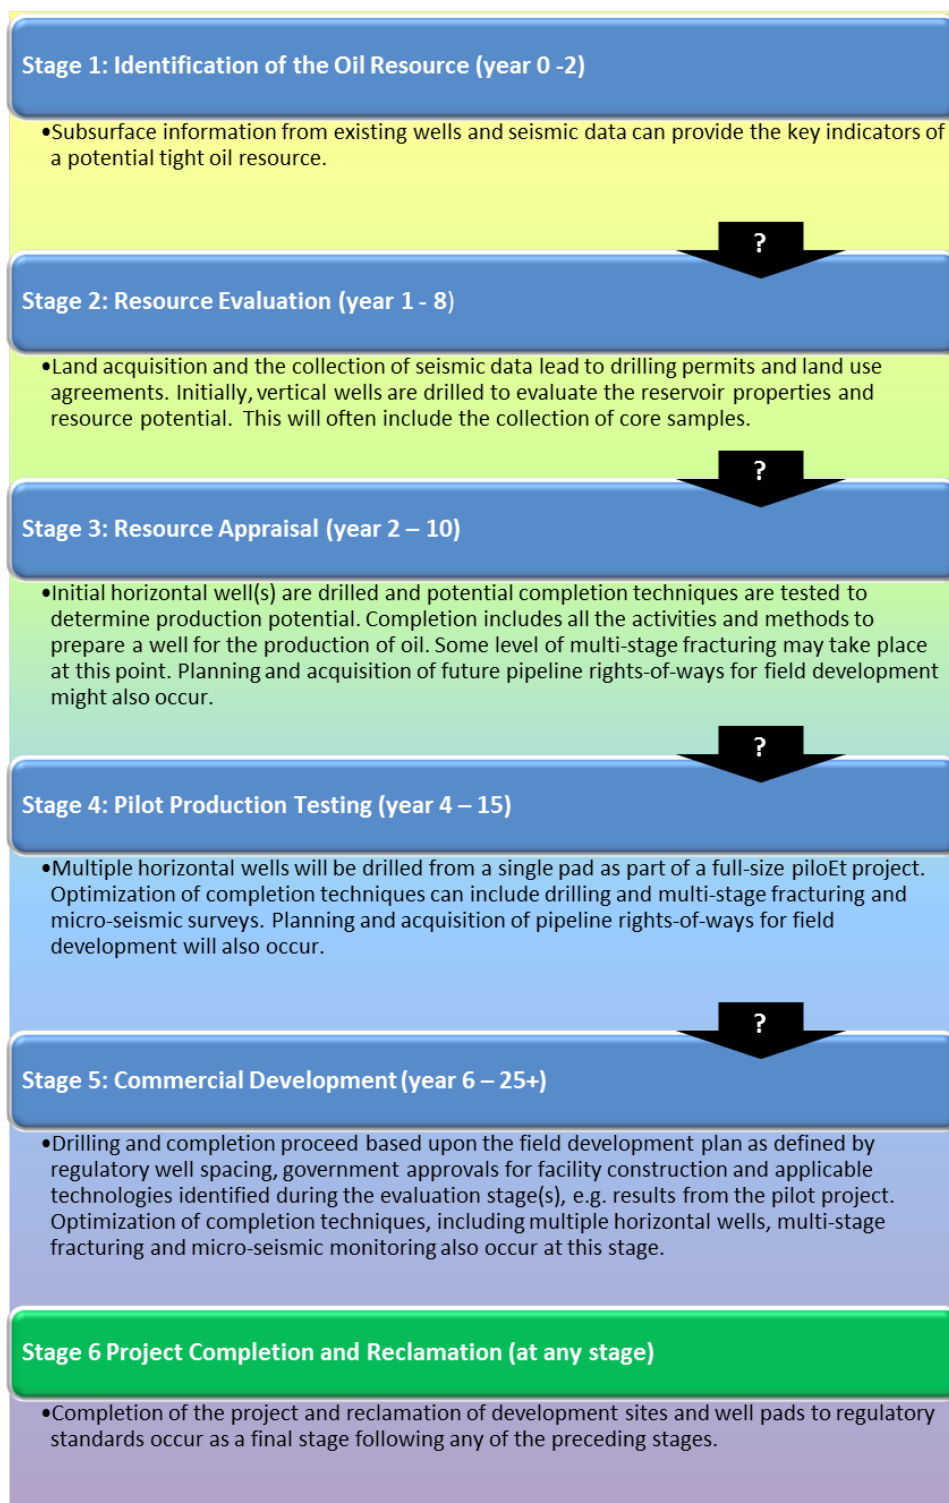 Stage 1: Identification of the Oil Resource (year 0 -2)
•Subsurface information from existing wells and seismic data can provide the key indicators of
a potential tight oil resource.
?
Stage 2: Resource Evaluation (year 1 - 8)
•Land acquisition and the collection of seismic data lead to drilling permits and land use
agreements. Initially, vertical wells are drilled to evaluate the reservoir properties and
resource potential.  This will often include the collection of core samples.
?
Stage 3: Resource Appraisal (year 2 – 10)
•Initial horizontal well(s) are drilled and potential completion techniques are tested to
determine production potential. Completion includes all the activities and methods to
prepare a well for the production of oil. Some level of multi-stage fracturing may take place
at this point. Planning and acquisition of future pipeline rights-of-ways for field development
might also occur.
?
Stage 4: Pilot Production Testing (year 4 – 15)
•Multiple horizontal wells will be drilled from a single pad as part of a full-size piloEt project.
Optimization of completion techniques can include drilling and multi-stage fracturing and
micro-seismic surveys. Planning and acquisition of pipeline rights-of-ways for field
development will also occur.
?
Stage 5: Commercial Development (year 6 – 25+)
•Drilling and completion proceed based upon the field development plan as defined by
regulatory well spacing, government approvals for facility construction and applicable
technologies identified during the evaluation stage(s), e.g. results from the pilot project.
Optimization of completion techniques, including multiple horizontal wells, multi-stage
fracturing and micro-seismic monitoring also occur at this stage.
Stage 6 Project Completion and Reclamation (at any stage)
•Completion of the project and reclamation of development sites and well pads to regulatory
standards occur as a final stage following any of the preceding stages.